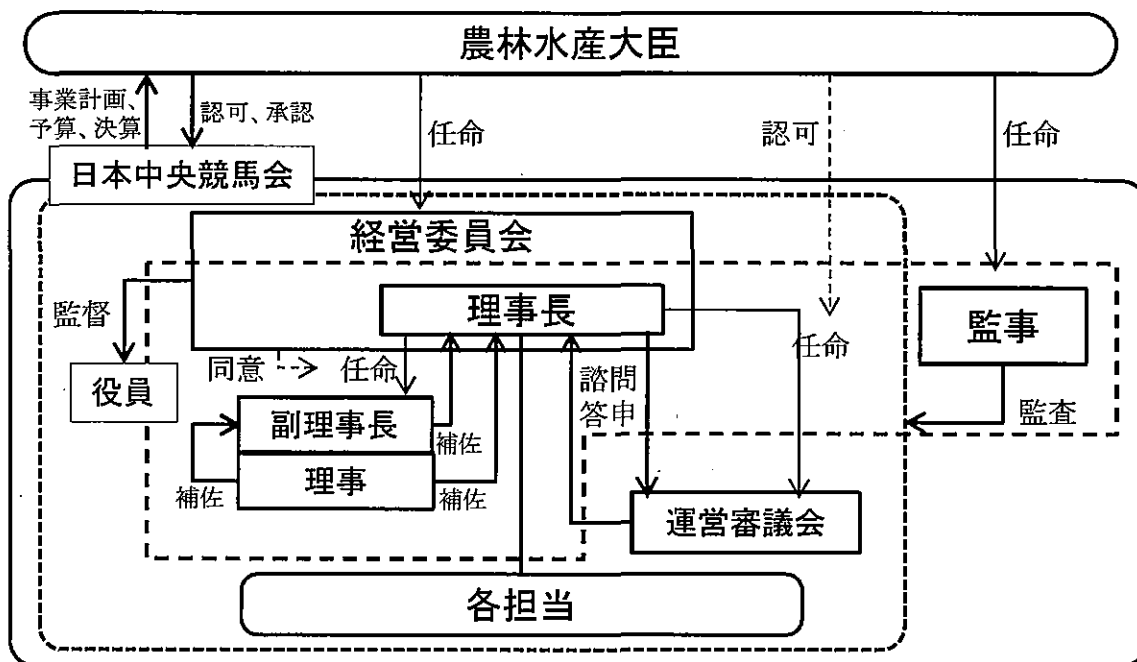 農林水産大臣
事業計画、
予算、決算
認可、承認
任命
認可
任命
日本中央競馬会
経営委員会
理事長
監督
役員
同意
任命
諮問
答申
任命
監事
監査
副理事長
補佐
理事
補佐
補佐
運営審議会
各担当